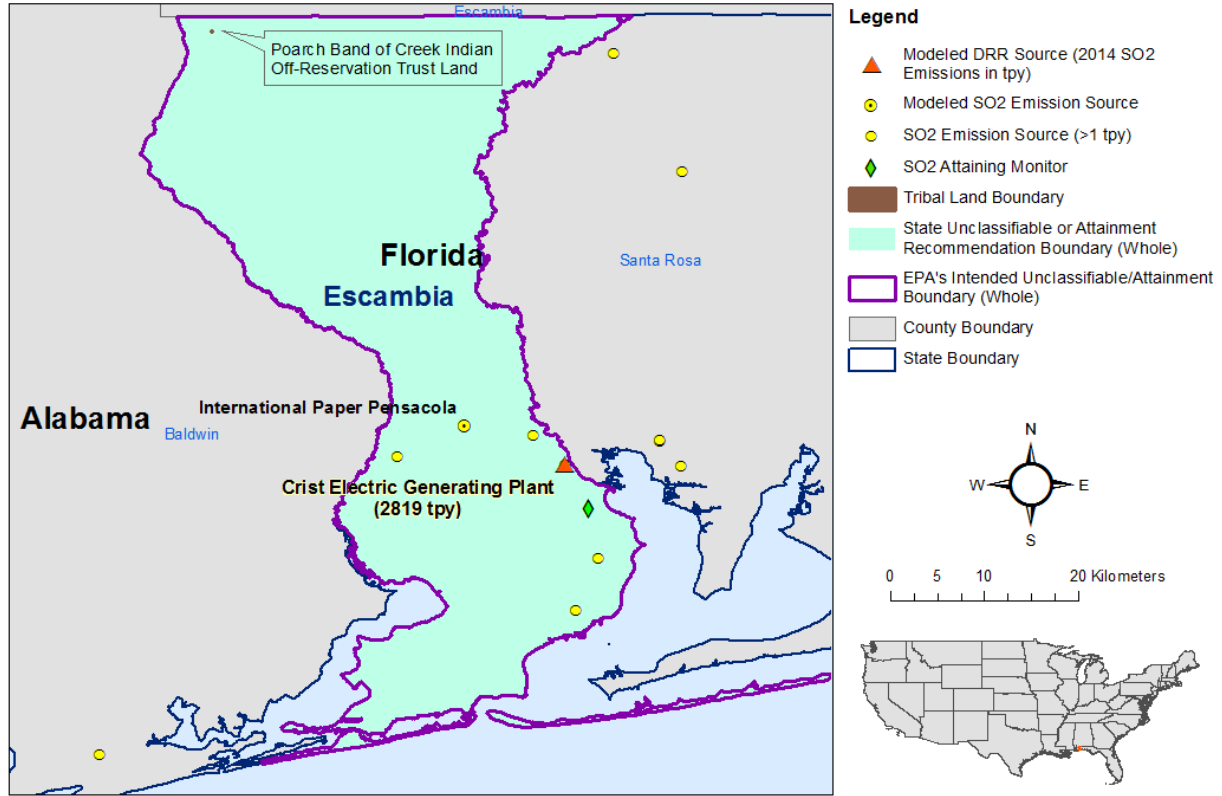 Escambia
Poarch Band of Creek Indian
Off-Reservation Trust Land
Florida
Escambia
Santa Rosa
International Paper Pensacola
Alabama
Baldwin
Crist Electric Generating Plant
(2819 tpy)
Legend
Modeled DRR Source (2014 SO2
Emissions in tpy)
Modeled SO2 Emission Source
SO2 Emission Source (>1 tpy)
SO2 Attaining Monitor
Tribal Land Boundary
State Unclassifiable or Attainment
Recommendation Boundary (Whole)
EPA's Intended Unclassifiable/Attainment
Boundary (Whole)
County Boundary
State Boundary
N
W E
S
0 5 10 20 Kilometers